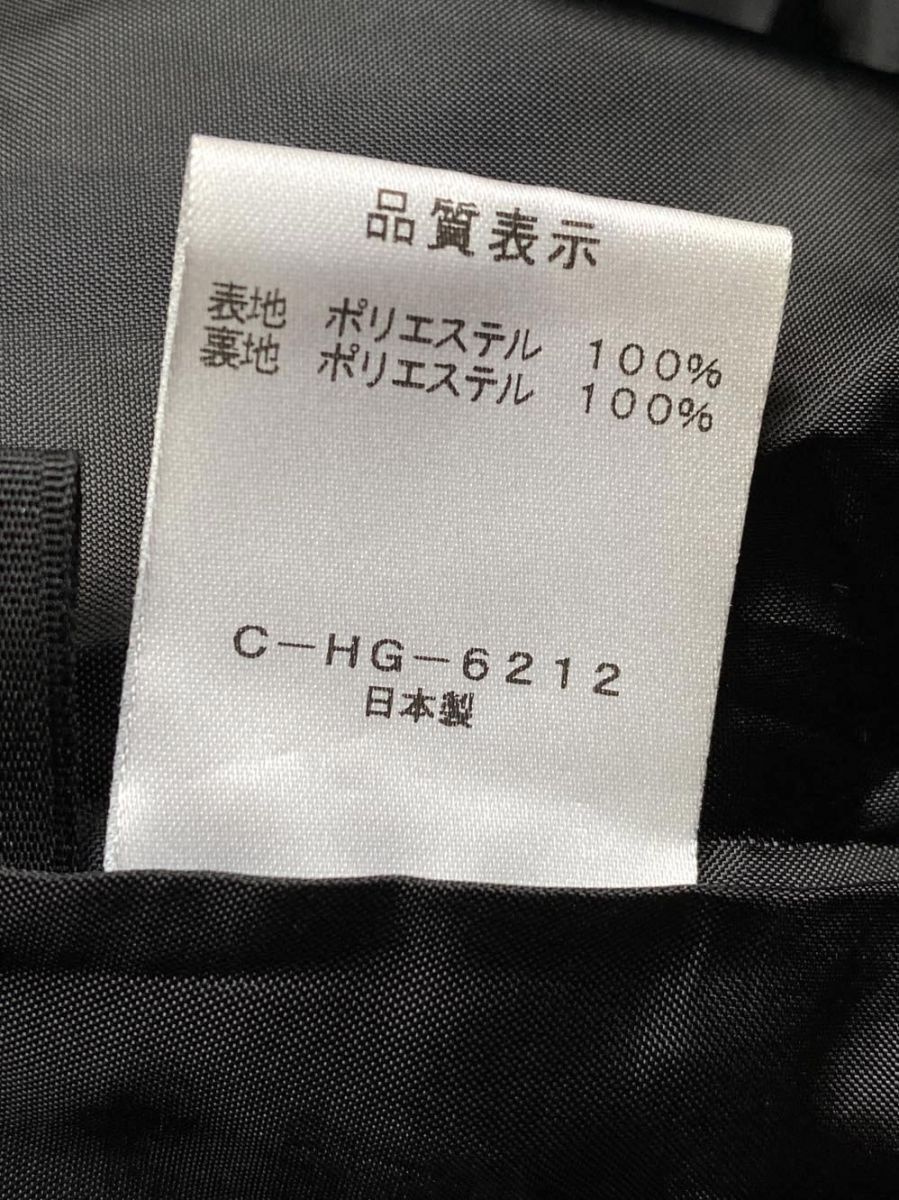 品質表示
表地 ポリエステル 100%
裏地 ポリエステル 100%
C-HG-6212
日本製